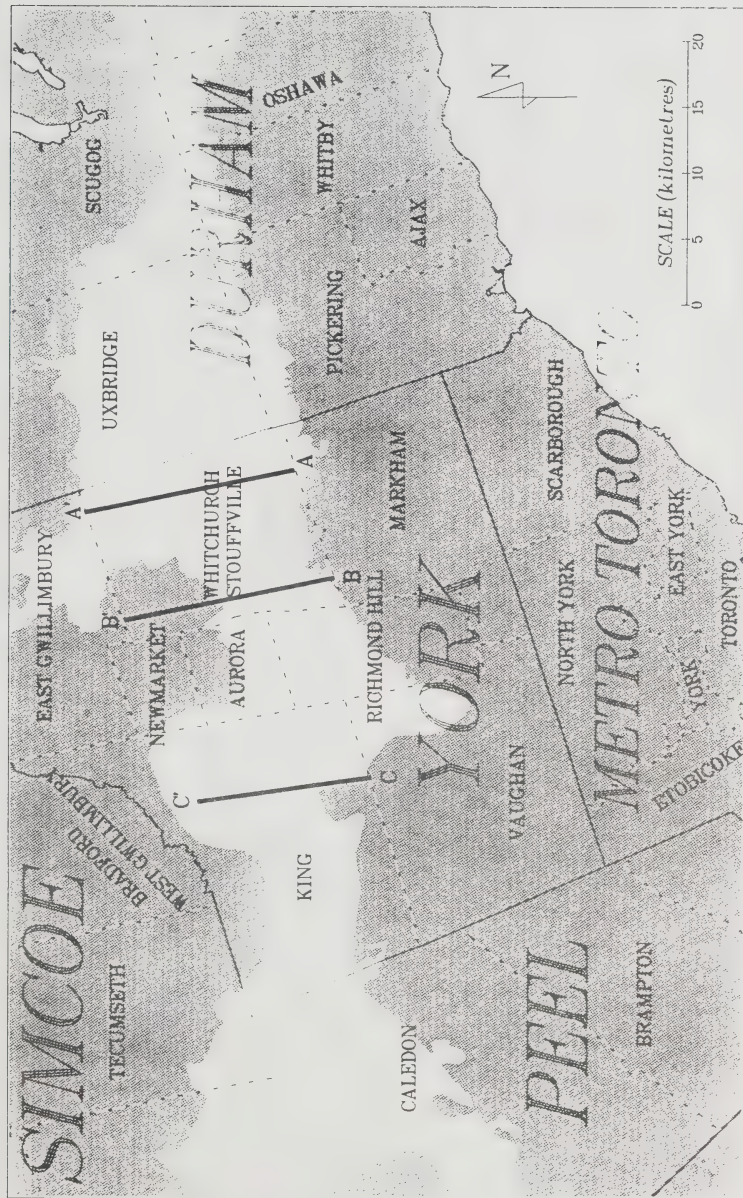 SIMCOE
EAST GWILLIMBURY
A'
SCUGOG
TECUMSETH
BRADFORD
WEST GWILLIMBURY
B'
UXBRIDGE
NEWMARKET
C'
WHITCHURCH
STOUFFVILLE
AURORA
DURHAM
OSHAWA
KING
A
WHITBY
PICKERING
B
RICHMOND HILL
C
MARKHAM
CALEDON
AJAX
YORK
N
VAUGHAN
PEEL
NORTH YORK
SCARBOROUGH
METRO TORONTO
BRAMPTON
EAST YORK
YORK
ETOBICOKE
TORONTO
SCALE (kilometres)
0 5 10 15 20